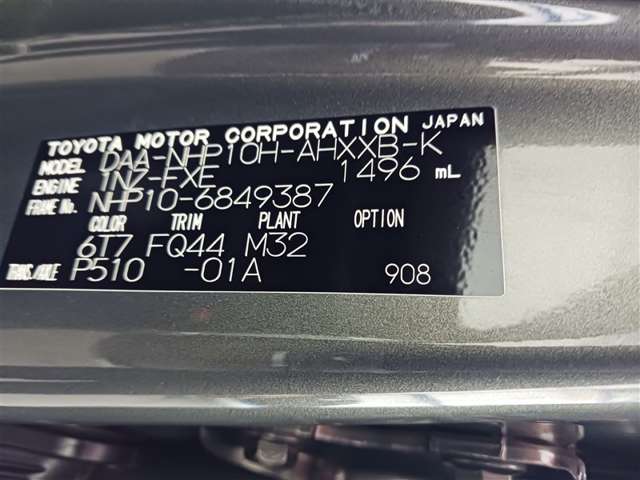 TOYOTA MOTOR CORPORATION JAPAN
MODEL DAA-NHP10H-AHXXB-K
ENGINE 1NZ-FXE 1496 mL
FRAME No. NHP10-6849387
COLOR TRIM PLANT OPTION
6T7 FQ44 M32
TRANS/AXLE P510 -01A 908